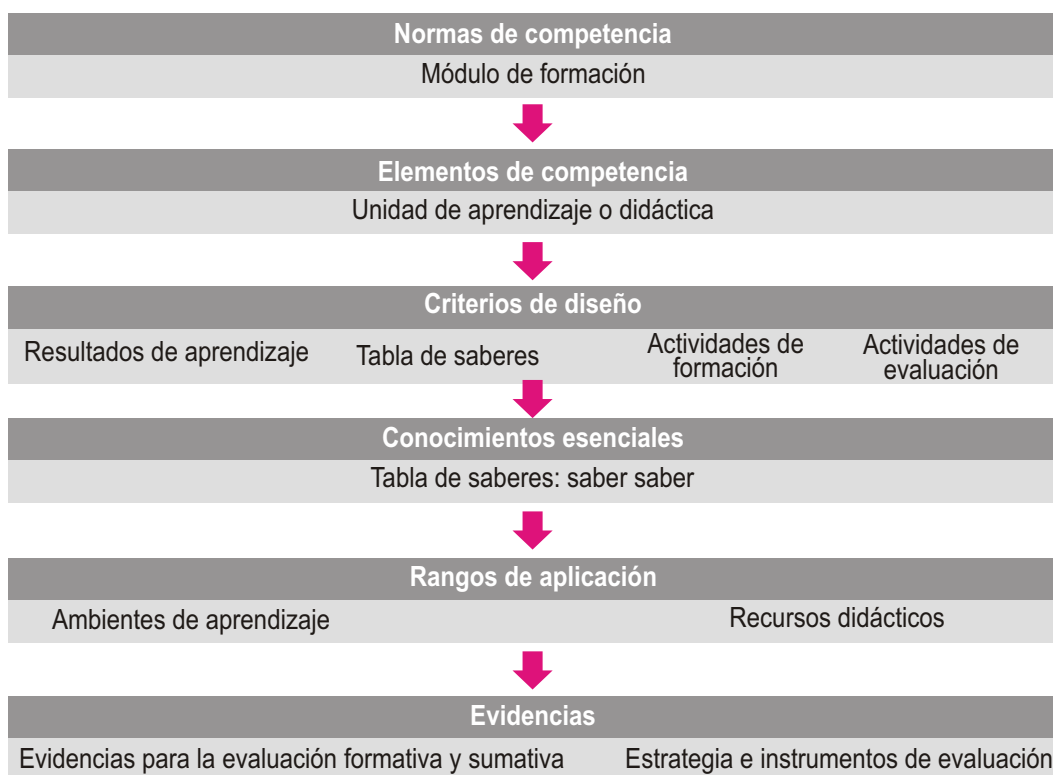 Normas de competencia
Módulo de formación
Elementos de competencia
Unidad de aprendizaje o didáctica
Criterios de diseño
Resultados de aprendizaje
Tabla de saberes
Actividades de
formación
Actividades de
evaluación
Conocimientos esenciales
Tabla de saberes: saber saber
Rangos de aplicación
Ambientes de aprendizaje
Recursos didácticos
Evidencias
Evidencias para la evaluación formativa y sumativa
Estrategia e instrumentos de evaluación